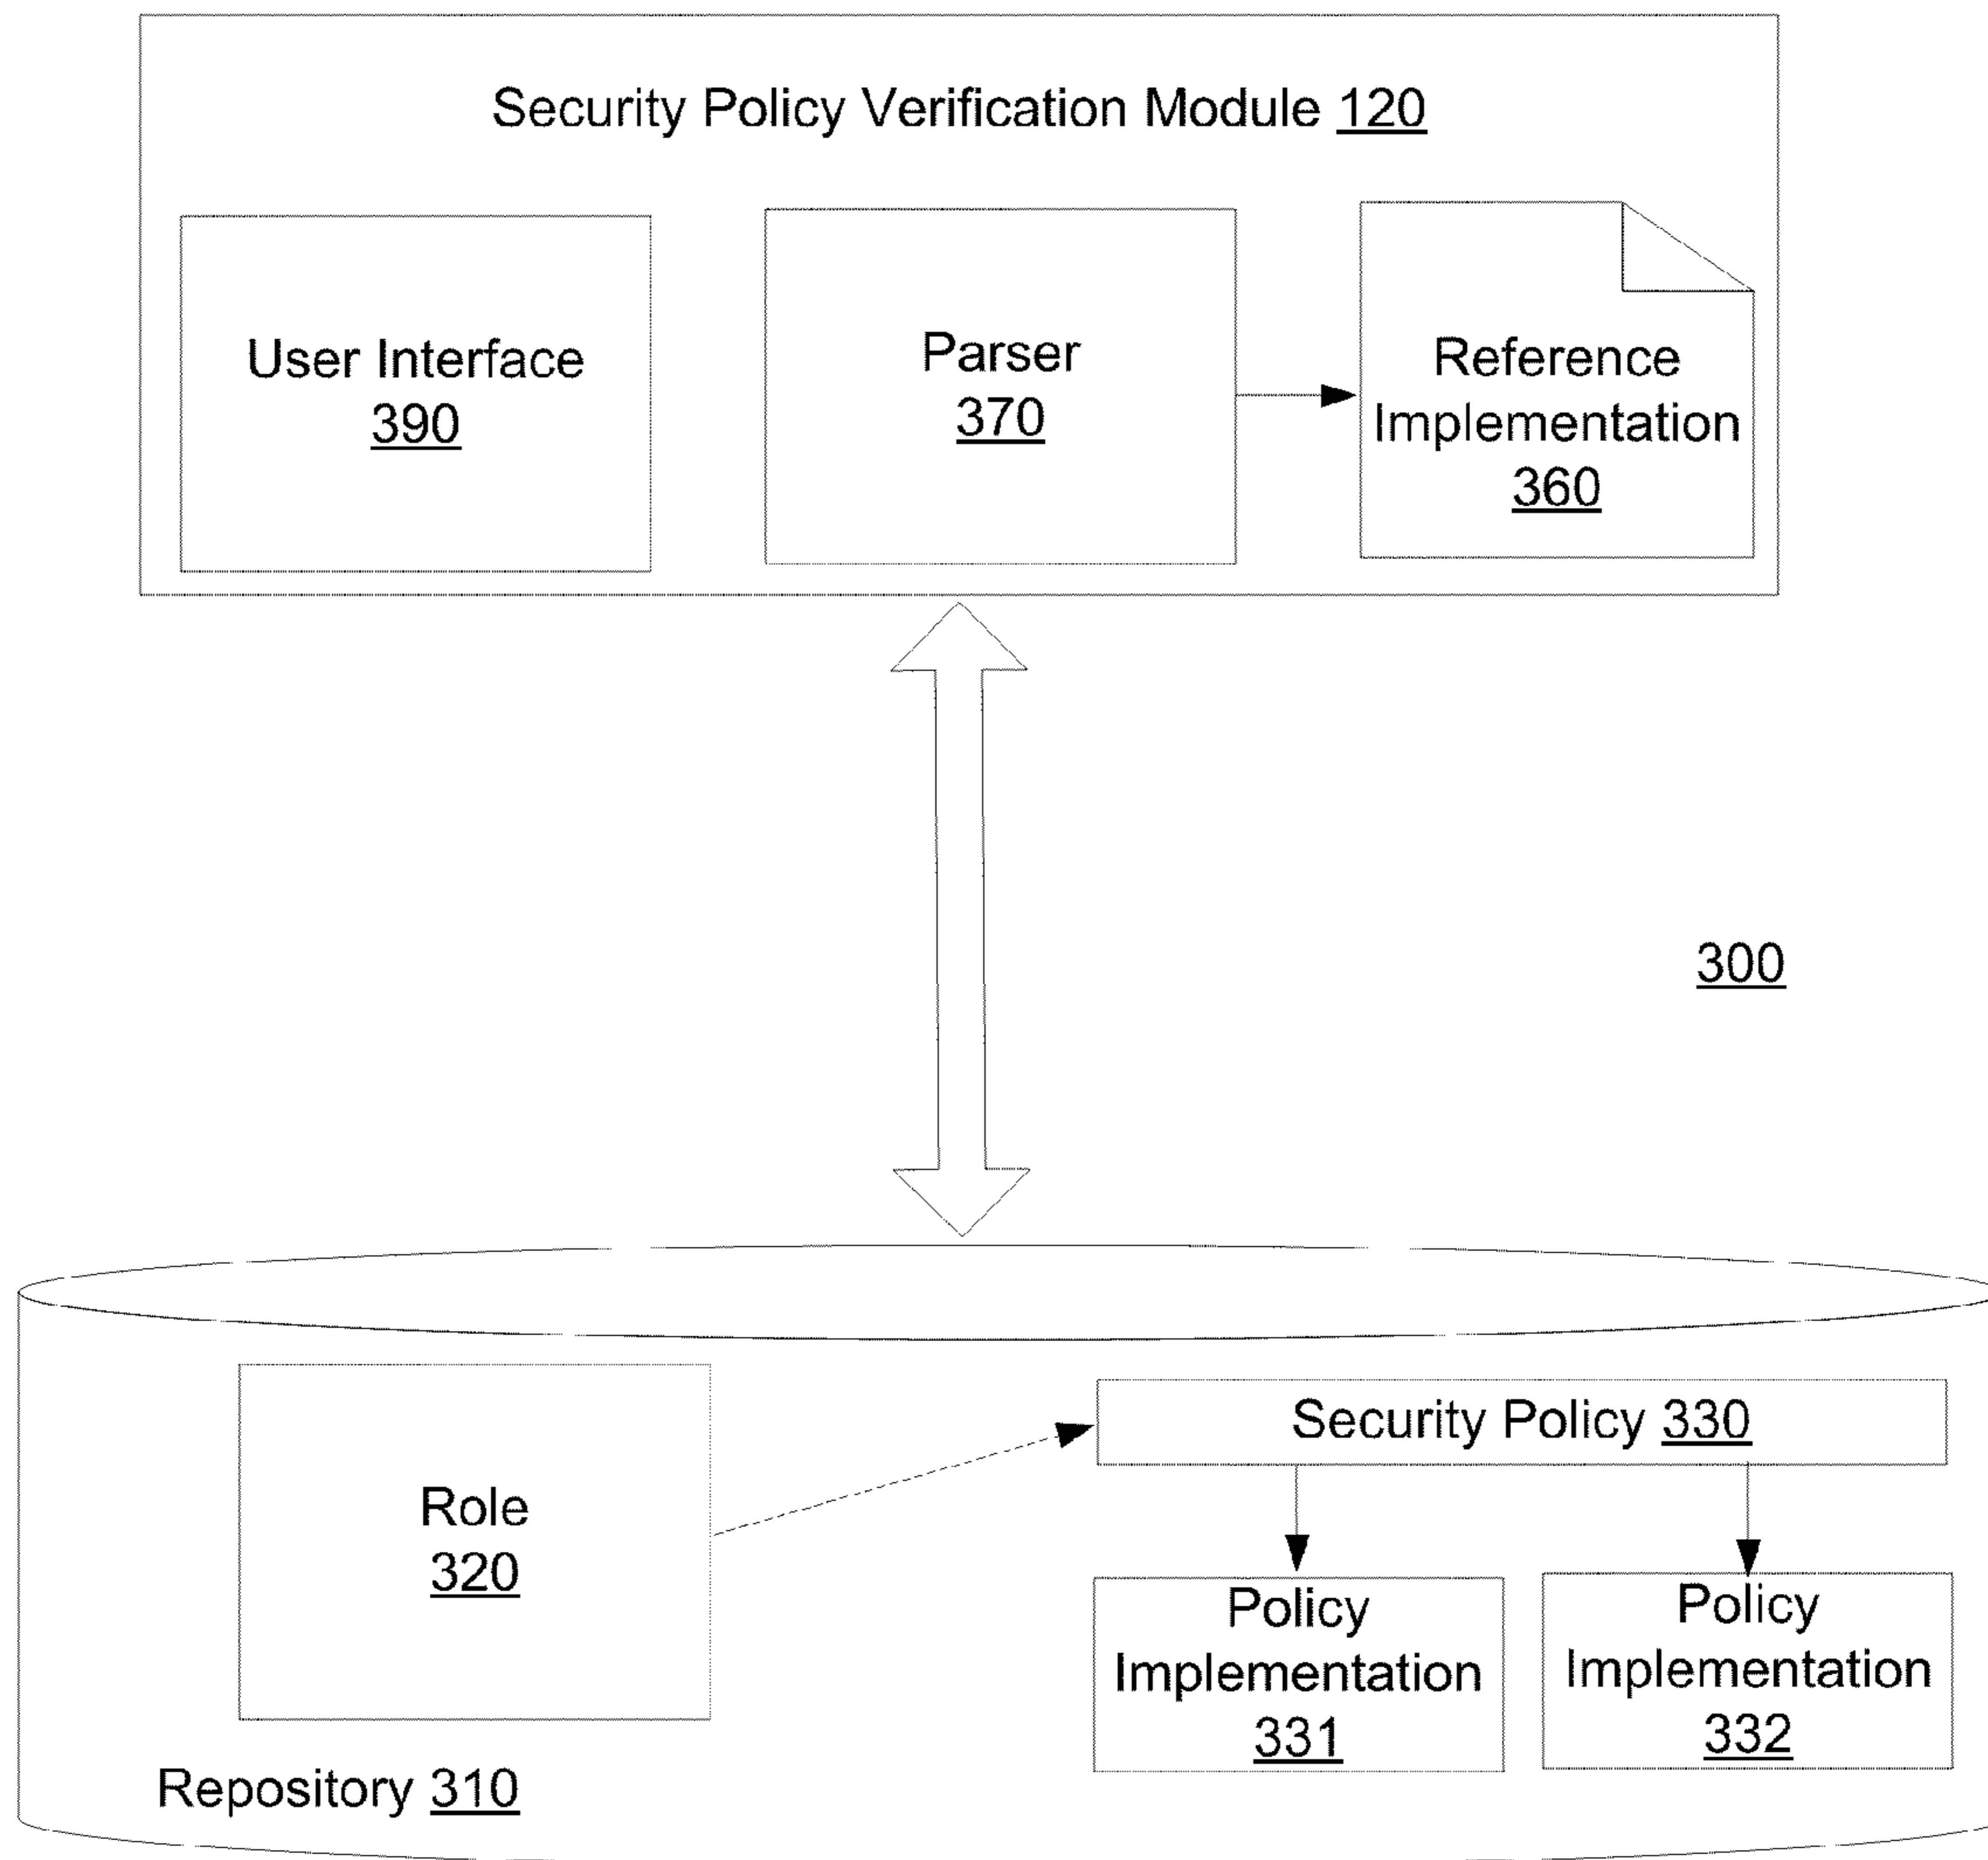 Security Policy Verification Module 120
User Interface
390
Parser
370
Reference
Implementation
360
300
Security Policy 330
Role
320
Policy
Implementation
331
Policy
Implementation
332
Repository 310